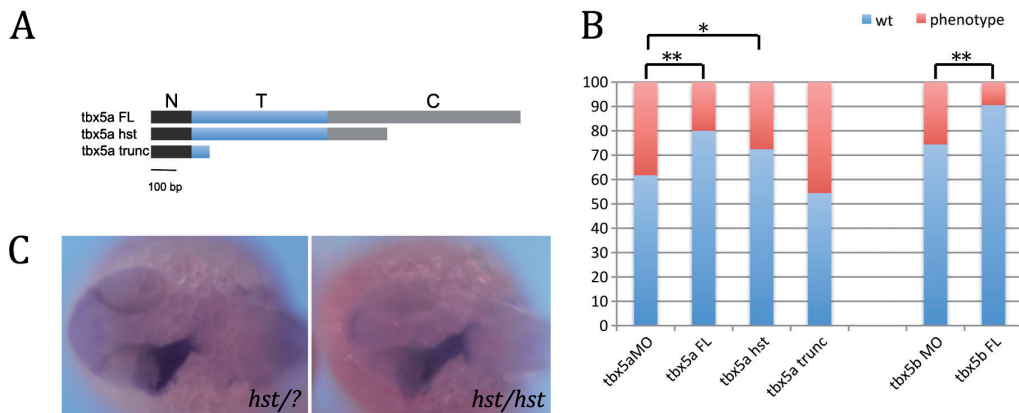 A
N T C
tbx5a FL
tbx5a hst
tbx5a trunc
100 bp
B
wt phenotype
*
** **
100
90
80
70
60
50
40
30
20
10
0
tbx5aMO
tbx5a FL
tbx5a hst
tbx5a trunc
tbx5b MO
tbx5b FL
C
hst/?
hst/hst